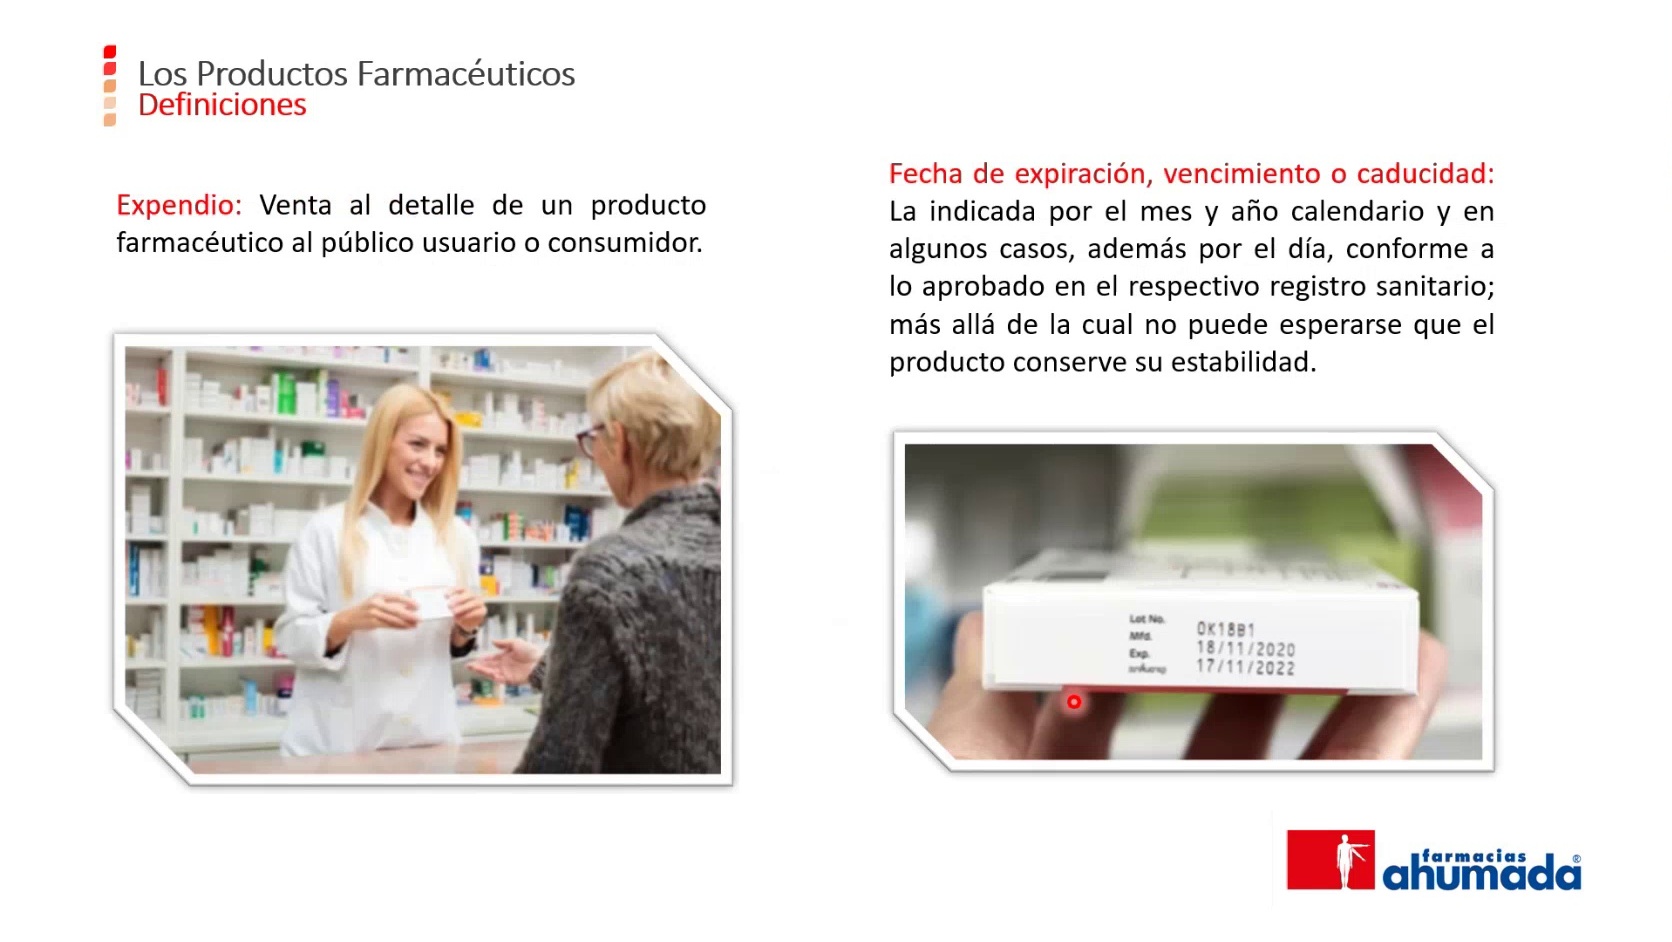 Los Productos Farmacéuticos
Definiciones
Expendio: Venta al detalle de un producto
farmacéutico al público usuario o consumidor.
Fecha de expiración, vencimiento o caducidad:
La indicada por el mes y año calendario y en
algunos casos, además por el día, conforme a
lo aprobado en el respectivo registro sanitario;
más allá de la cual no puede esperarse que el
producto conserve su estabilidad.
Lot No. OK18B1
Mfd. 18/11/2020
Exp. 17/11/2022
farmacias
ahumada®